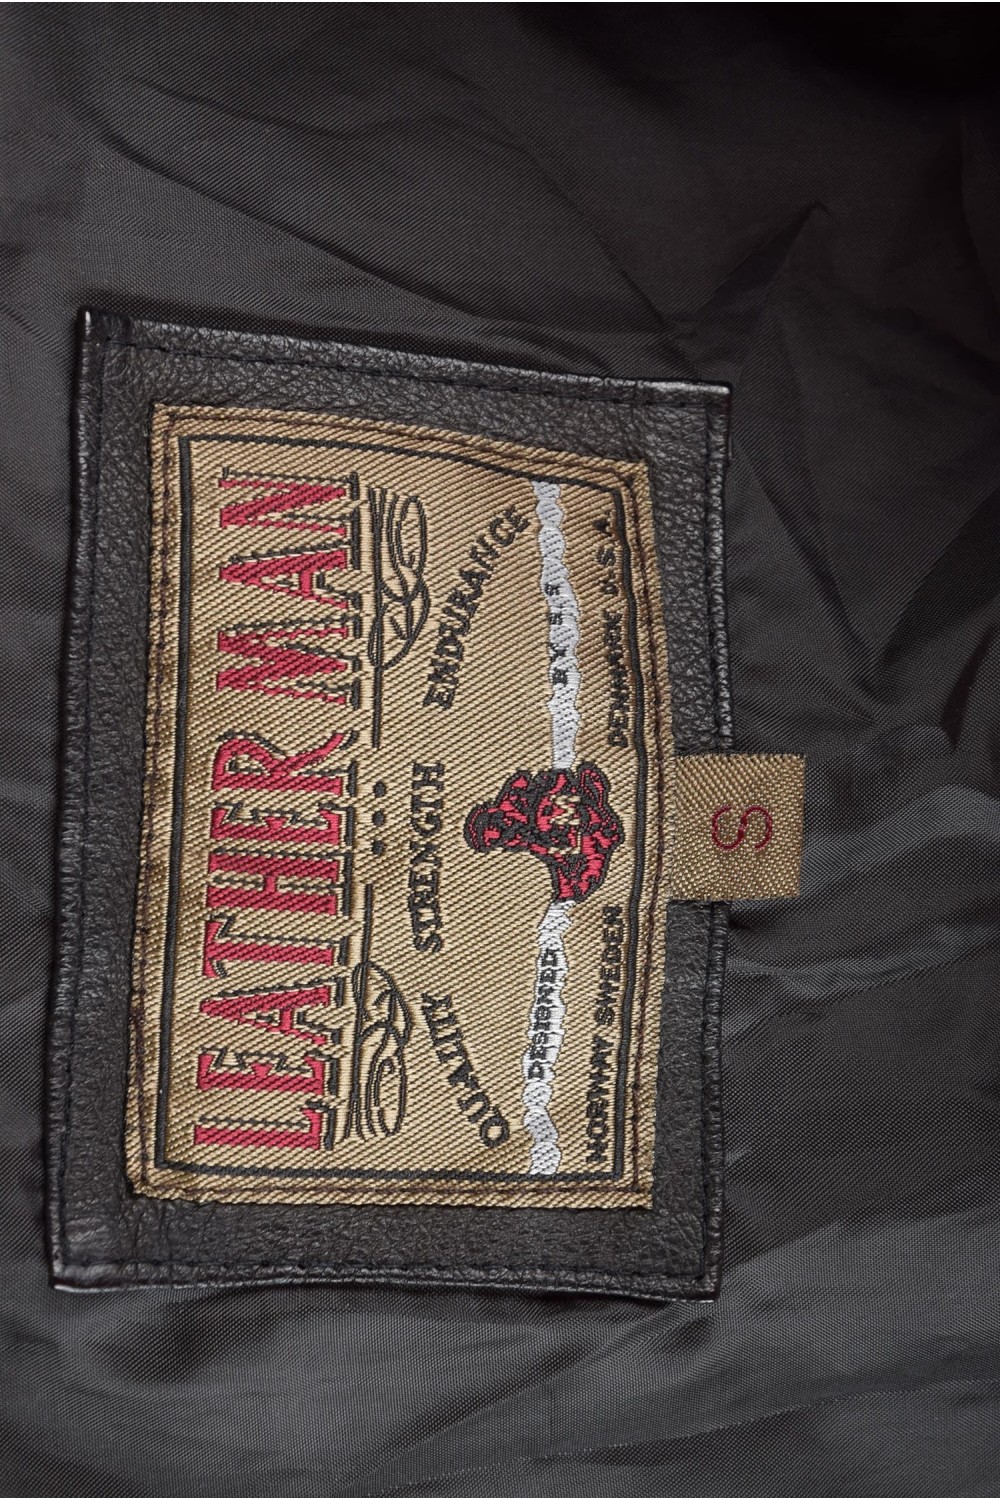 LEATHER MAN
QUALITY STRENGTH ENDURANCE
DESIGNED BY
NORWAY SWEDEN DENMARK U.S.A.
S